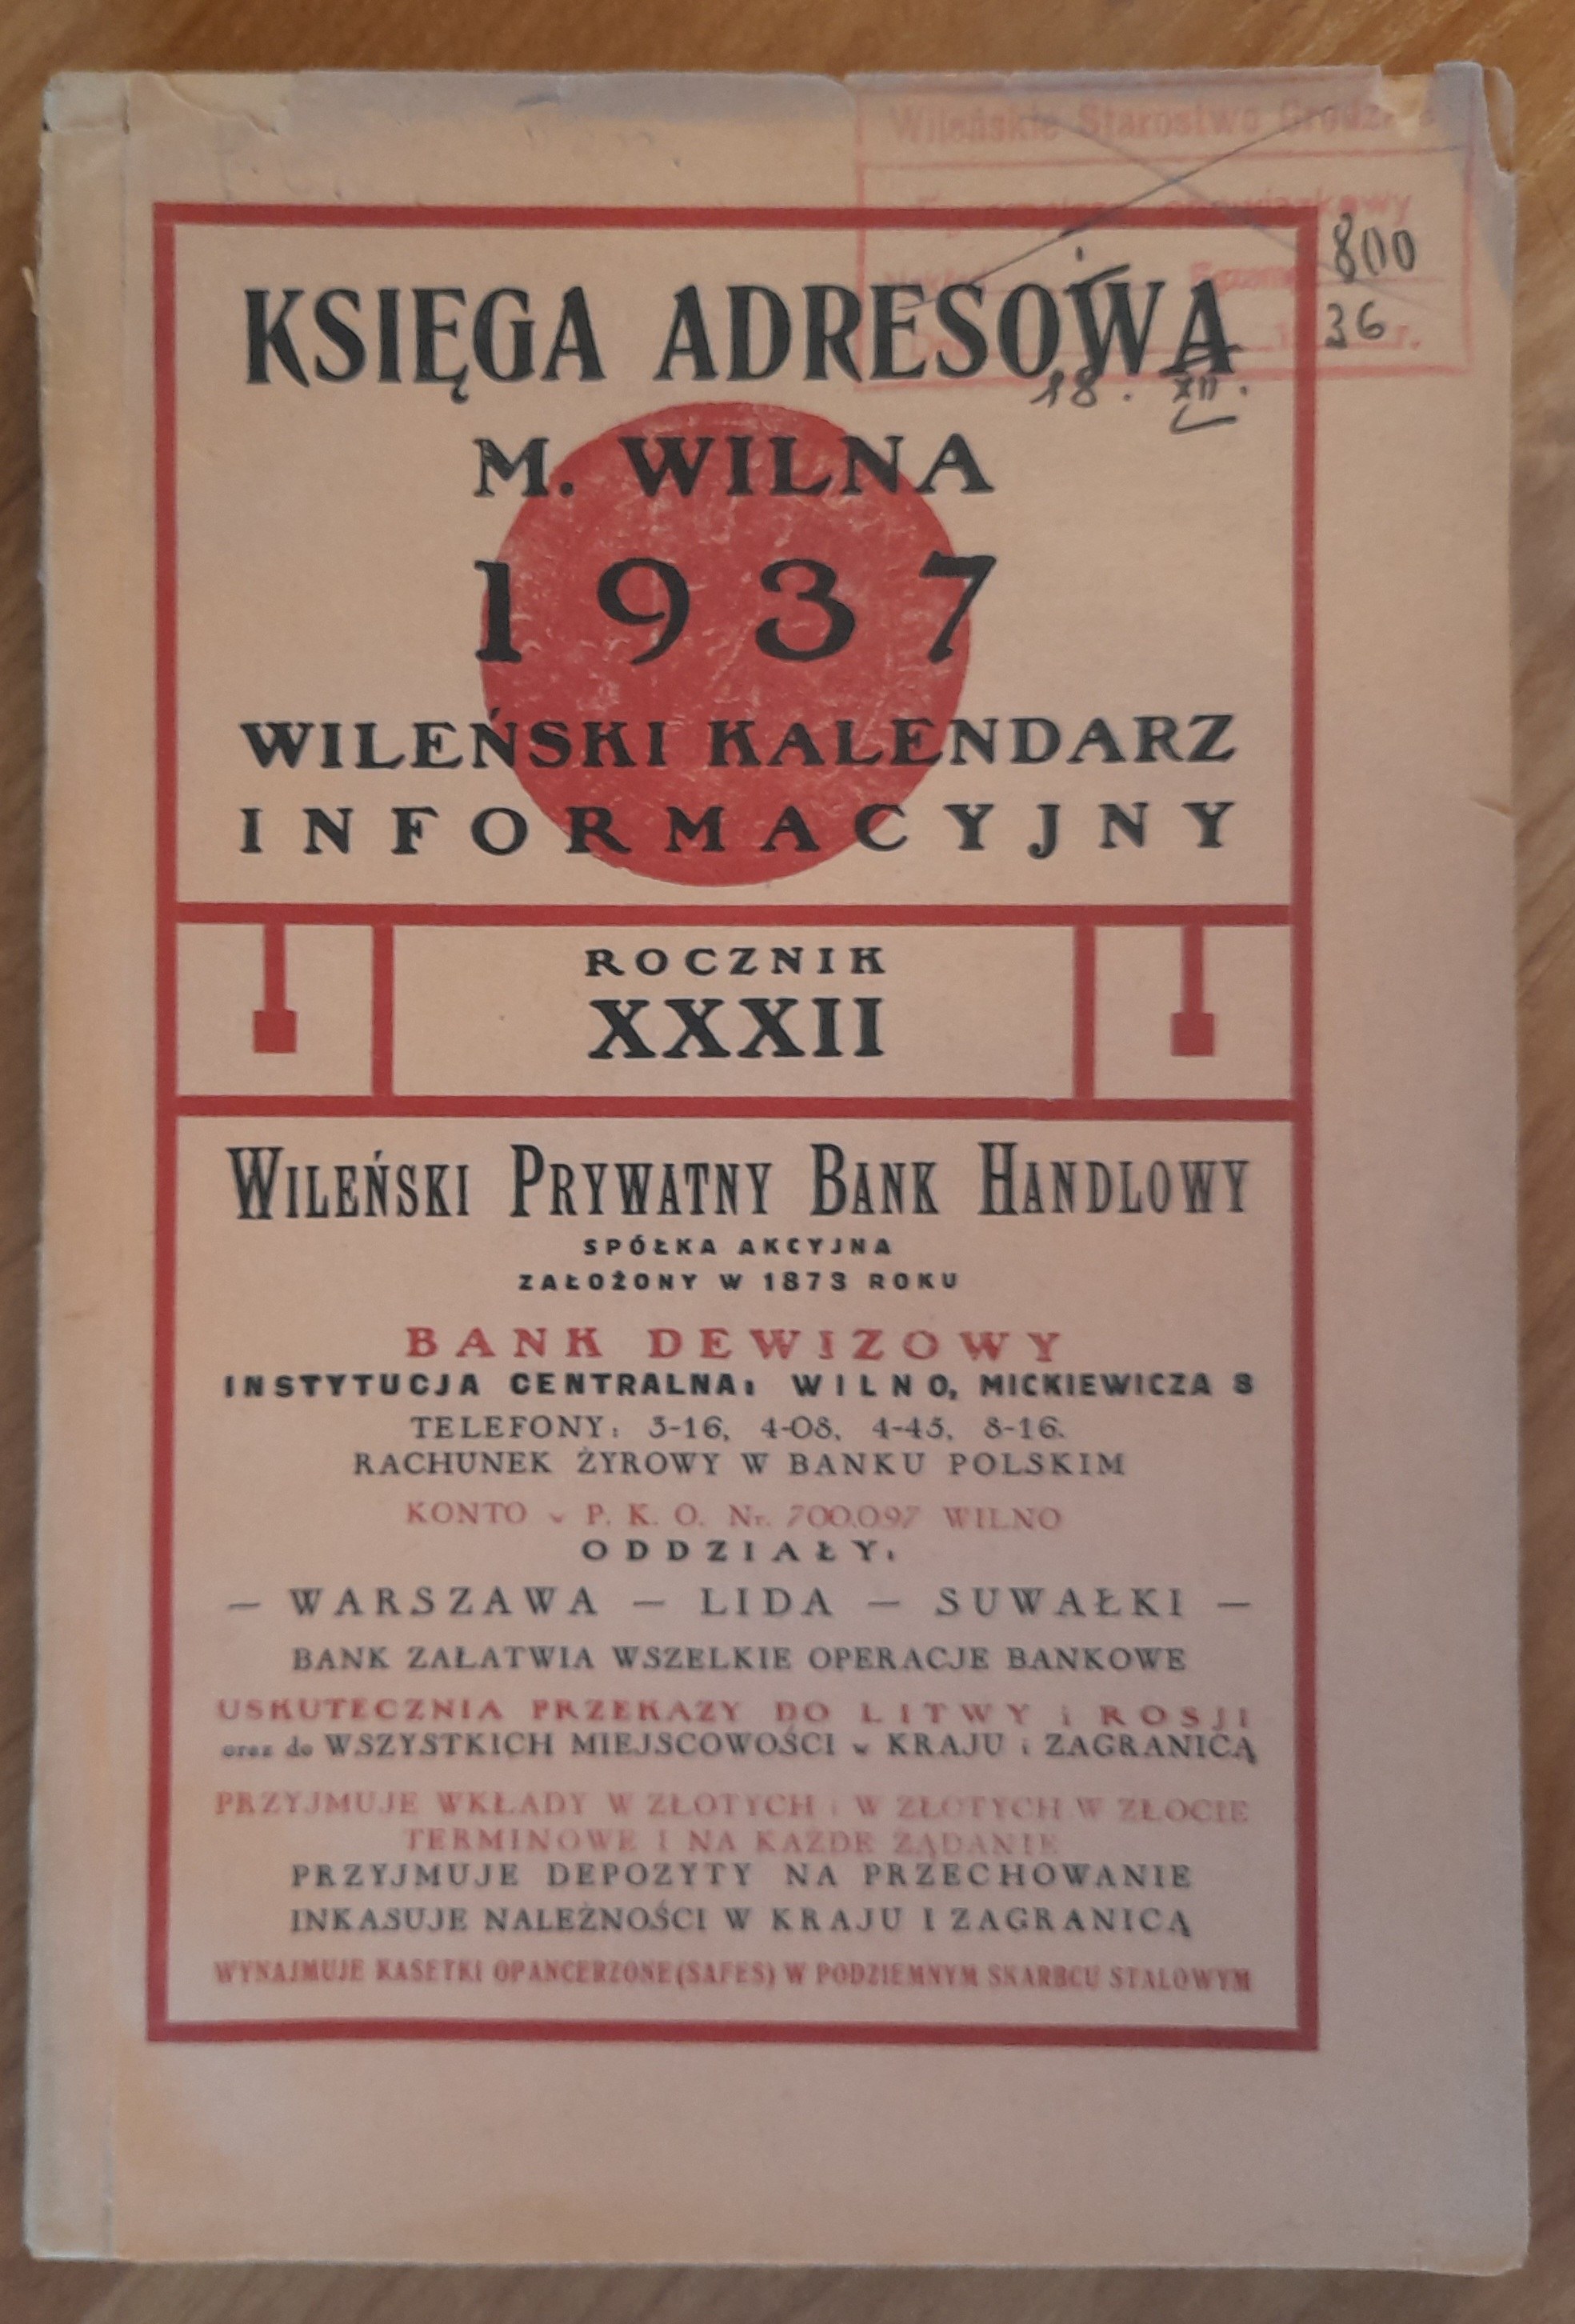 Wileńskie Starostwo Grodzkie
obowiązkowy
800
36
18. XII.
KSIĘGA ADRESOWA
M. WILNA
1937
WILEŃSKI KALENDARZ
INFORMACYJNY
ROCZNIK
XXXII
WILEŃSKI PRYWATNY BANK HANDLOWY
SPÓŁKA AKCYJNA
ZAŁOŻONY W 1873 ROKU
BANK DEWIZOWY
INSTYTUCJA CENTRALNA: WILNO, MICKIEWICZA 8
TELEFONY: 3-16, 4-08, 4-45, 8-16.
RACHUNEK ŻYROWY W BANKU POLSKIM
KONTO w P. K. O. Nr. 700.097 WILNO
ODDZIAŁY:
— WARSZAWA — LIDA — SUWAŁKI —
BANK ZAŁATWIA WSZELKIE OPERACJE BANKOWE
USKUTECZNIA PRZEKAZY DO LITWY i ROSJI
oraz do WSZYSTKICH MIEJSCOWOŚCI w KRAJU i ZAGRANICĄ
PRZYJMUJE WKŁADY W ZŁOTYCH i W ZŁOTYCH W ZŁOCIE
TERMINOWE I NA KAŻDE ŻĄDANIE
PRZYJMUJE DEPOZYTY NA PRZECHOWANIE
INKASUJE NALEŻNOŚCI W KRAJU I ZAGRANICĄ
WYNAJMUJE KASETKI OPANCERZONE (SAFES) W PODZIEMNYM SKARBCU STALOWYM